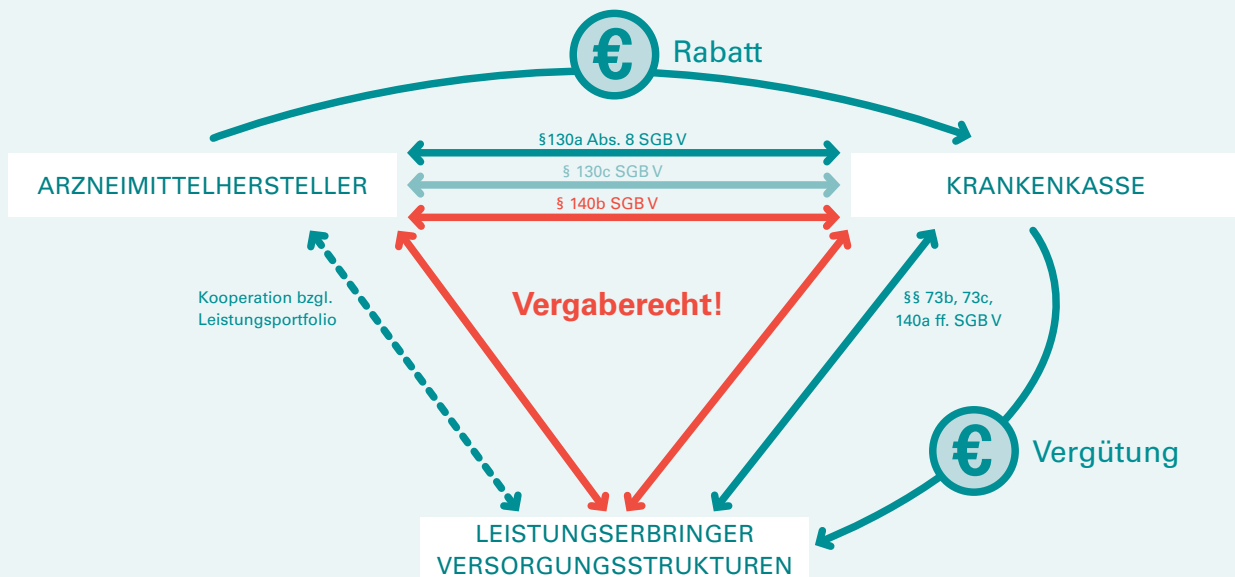 € Rabatt
§130a Abs. 8 SGB V
ARZNEIMITTELHERSTELLER
§ 130c SGB V
KRANKENKASSE
§ 140b SGB V
Kooperation bzgl.
Leistungsportfolio
Vergaberecht!
§§ 73b, 73c,
140a ff. SGB V
€ Vergütung
LEISTUNGSERBRINGER
VERSORGUNGSSTRUKTUREN